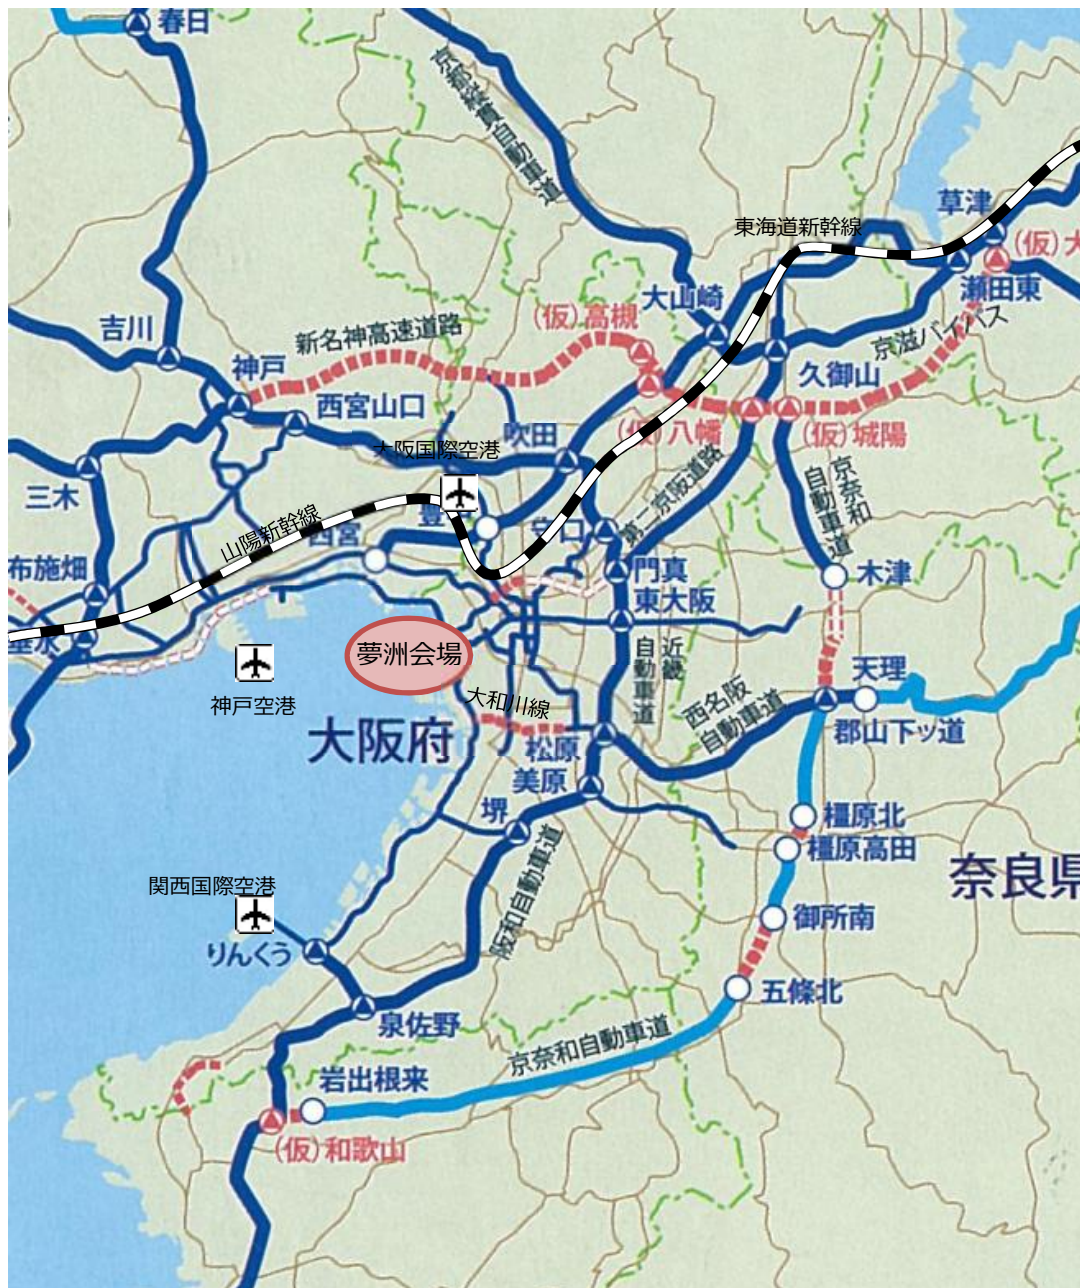 春日
京都縦貫自動車道
草津
東海道新幹線
(仮)大
瀬田東
大山崎
(仮)高槻
吉川
新名神高速道路
京滋バイパス
神戸
久御山
西宮山口
(仮)八幡
(仮)城陽
吹田
大阪国際空港
三木
第二京阪道路
京奈和
自動車道
山陽新幹線
西宮
布施畑
門真
木津
東大阪
垂水
夢洲会場
近畿
自動車道
天理
神戸空港
大和川線
西名阪
自動車道
大阪府
郡山下ッ道
松原
美原
堺
橿原北
橿原高田
阪和自動車道
奈良県
関西国際空港
御所南
りんくう
五條北
泉佐野
京奈和自動車道
岩出根来
(仮)和歌山